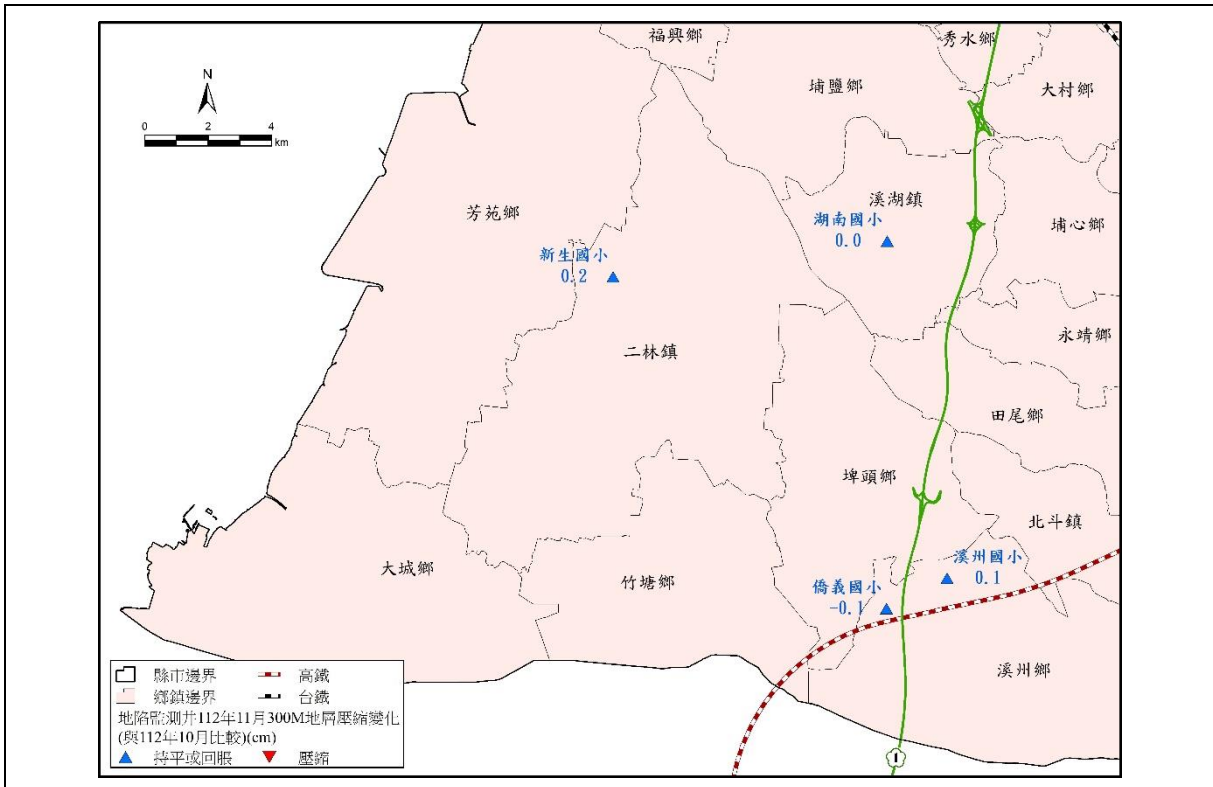 福興鄉
秀水鄉
N
埔鹽鄉
大村鄉
0 2 4
km
溪湖鎮
芳苑鄉
湖南國小
0.0
埔心鄉
新生國小
0.2
永靖鄉
二林鎮
田尾鄉
埤頭鄉
北斗鎮
溪州國小
0.1
大城鄉
竹塘鄉
僑義國小
-0.1
溪州鄉
縣市邊界 高鐵
鄉鎮邊界 台鐵
地陷監測井112年11月300M地層壓縮變化
(與112年10月比較)(cm)
持平或回脹 壓縮
1